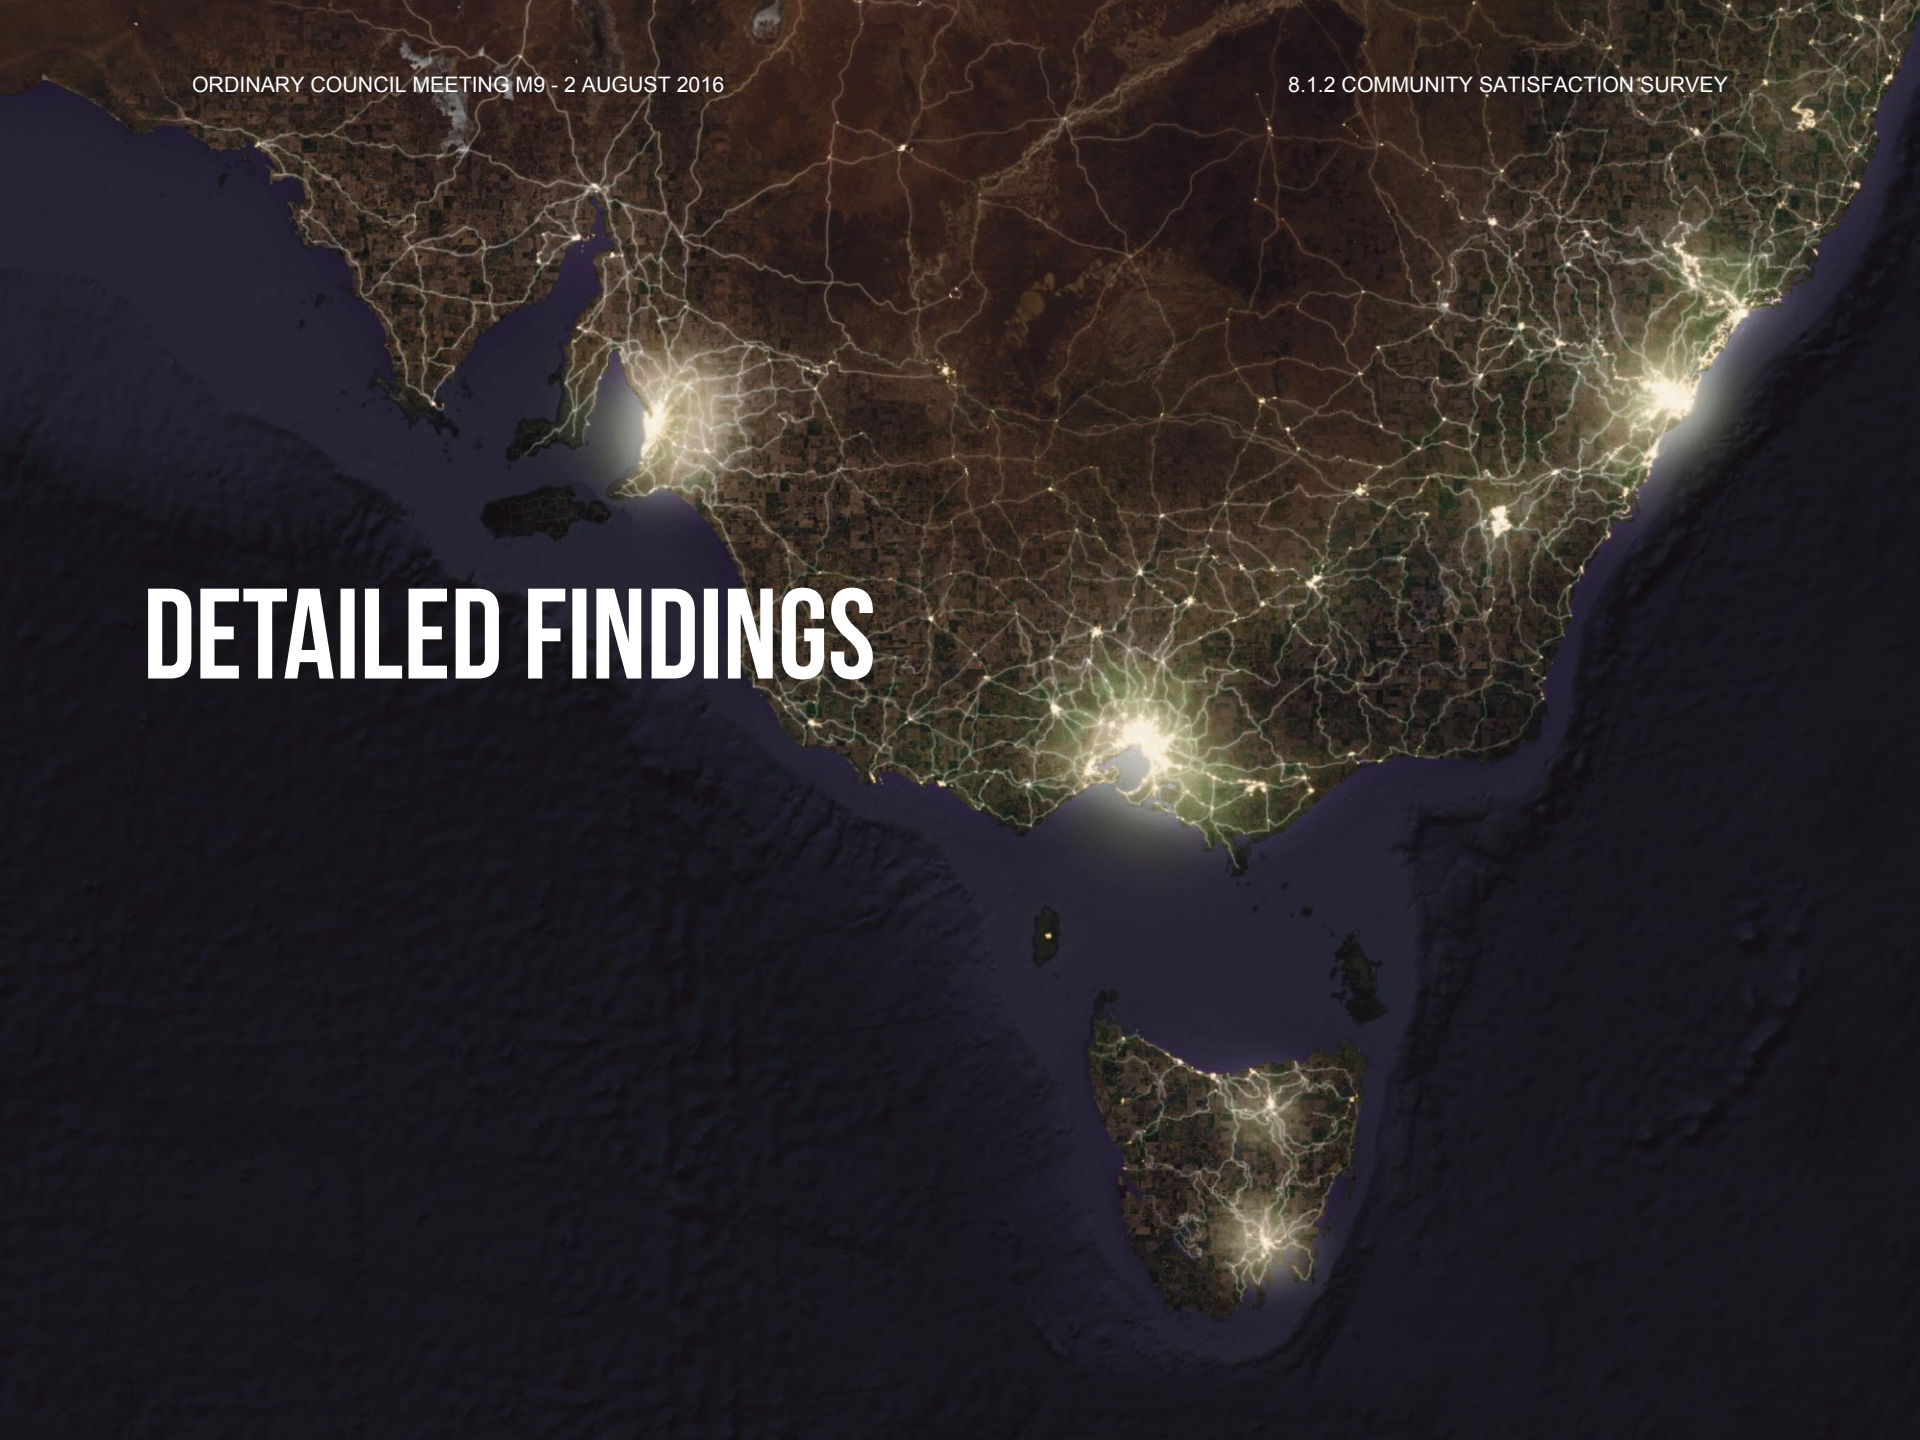 ORDINARY COUNCIL MEETING M9 - 2 AUGUST 2016
8.1.2 COMMUNITY SATISFACTION SURVEY
DETAILED FINDINGS